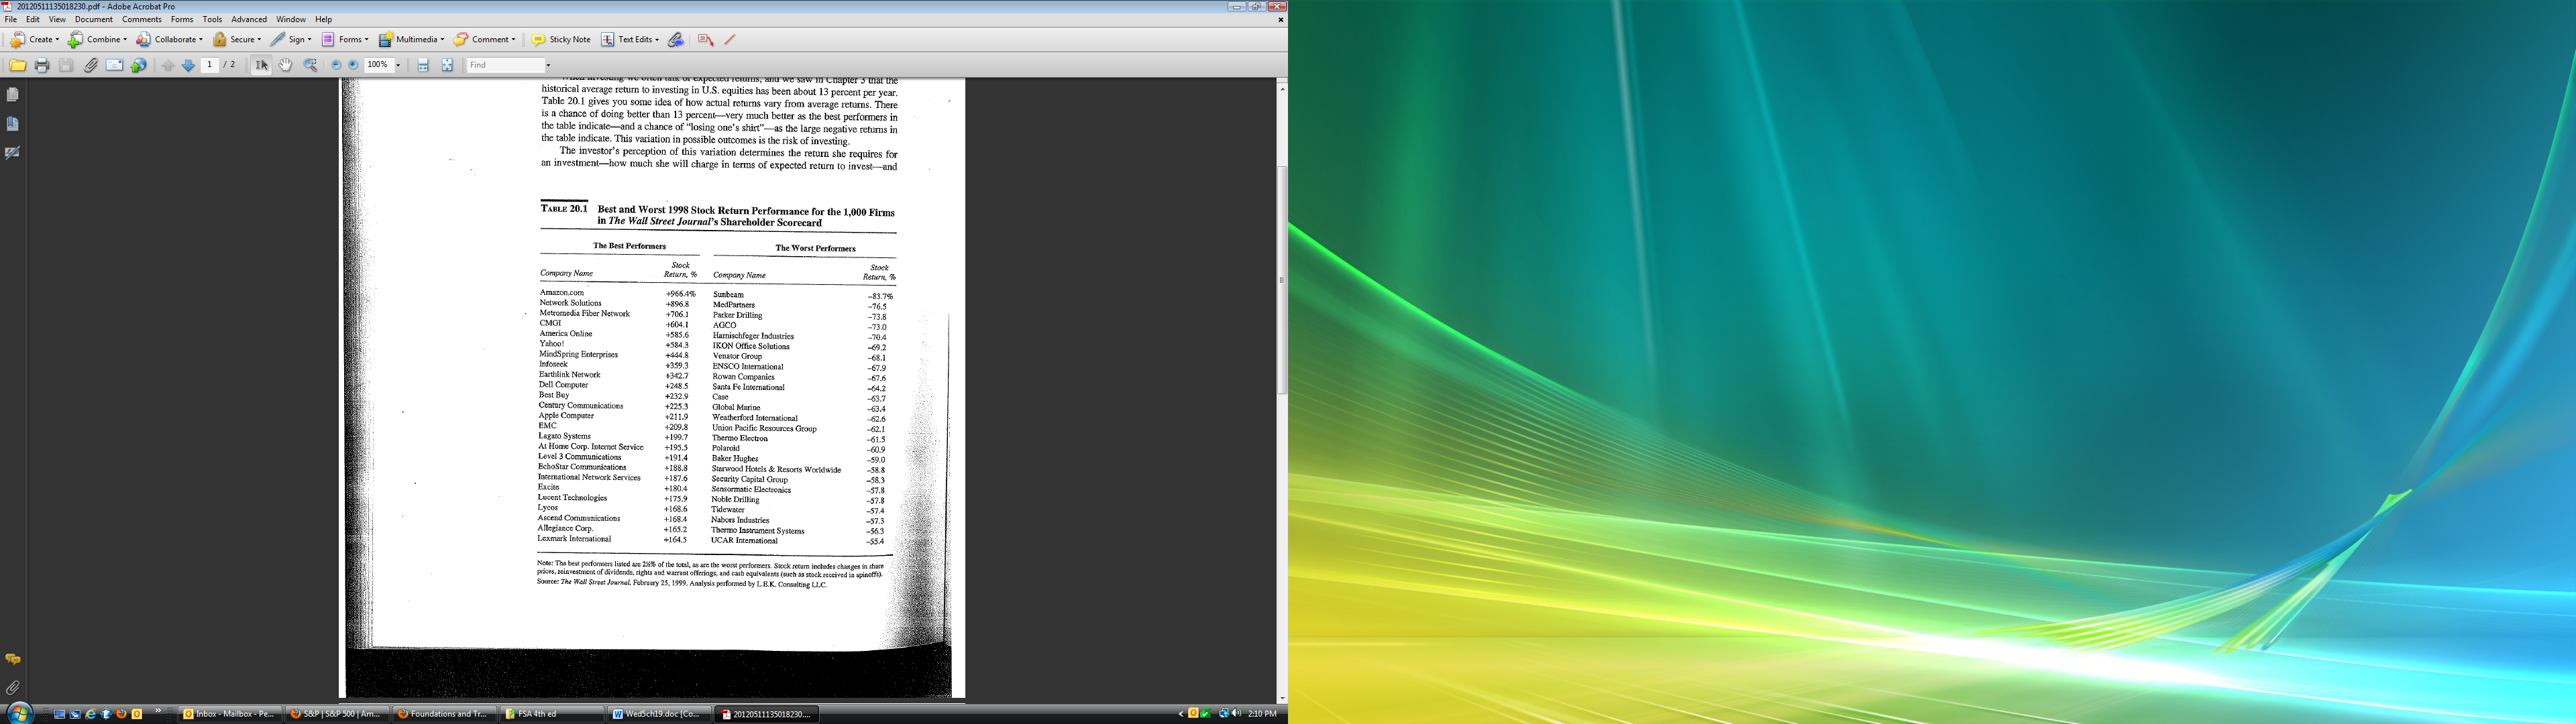 20120511135018230.pdf - Adobe Acrobat Pro
File Edit View Document Comments Forms Tools Advanced Window Help
Create Combine Collaborate Secure Sign Forms Multimedia Comment Sticky Note Text Edits
1 / 2 100% Find
When investing we often talk of expected returns, and we saw in Chapter 3 that the
historical average return to investing in U.S. equities has been about 13 percent per year.
Table 20.1 gives you some idea of how actual returns vary from average returns. There
is a chance of doing better than 13 percent—very much better as the best performers in
the table indicate—and a chance of “losing one’s shirt”—as the large negative returns in
the table indicate. This variation in possible outcomes is the risk of investing.
The investor’s perception of this variation determines the return she requires for
an investment—how much she will charge in terms of expected return to invest—and
TABLE 20.1 Best and Worst 1998 Stock Return Performance for the 1,000 Firms
in The Wall Street Journal’s Shareholder Scorecard
The Best Performers The Worst Performers
Company Name Stock Return, % Company Name Stock Return, %
Amazon.com +966.4% Sunbeam –83.7%
Network Solutions +896.8 MedPartners –76.5
Metromedia Fiber Network +706.1 Parker Drilling –73.8
CMGI +604.1 AGCO –73.0
America Online +585.6 Harnischfeger Industries –70.4
Yahoo! +584.3 IKON Office Solutions –69.2
MindSpring Enterprises +444.8 Venator Group –68.1
Infoseek +359.3 ENSCO International –67.9
Earthlink Network +342.7 Rowan Companies –67.6
Dell Computer +248.5 Santa Fe International –64.2
Best Buy +232.9 Case –63.7
Century Communications +225.3 Global Marine –63.4
Apple Computer +211.9 Weatherford International –62.6
EMC +209.8 Union Pacific Resources Group –62.1
Lagato Systems +199.7 Thermo Electron –61.5
At Home Corp. Internet Service +195.5 Polaroid –60.9
Level 3 Communications +191.4 Baker Hughes –59.0
EchoStar Communications +188.8 Starwood Hotels & Resorts Worldwide –58.8
International Network Services +187.6 Security Capital Group –58.3
Excite +180.4 Sensormatic Electronics –57.8
Lucent Technologies +175.9 Noble Drilling –57.8
Lycos +168.6 Tidewater –57.4
Ascend Communications +168.4 Nabors Industries –57.3
Allegiance Corp. +165.2 Thermo Instrument Systems –56.3
Lexmark International +164.5 UCAR International –55.4
Note: The best performers listed are 2½% of the total, as are the worst performers. Stock return includes changes in share
prices, reinvestment of dividends, rights and warrant offerings, and cash equivalents (such as stock received in spinoffs).
Source: The Wall Street Journal, February 25, 1999. Analysis performed by L.E.K. Consulting LLC.
Inbox - Mailbox - Pe... S&P | S&P 500 | Am... Foundations and Tr... FSA 4th ed Wed5ch19.doc [Co... 20120511135018230.... 2:10 PM